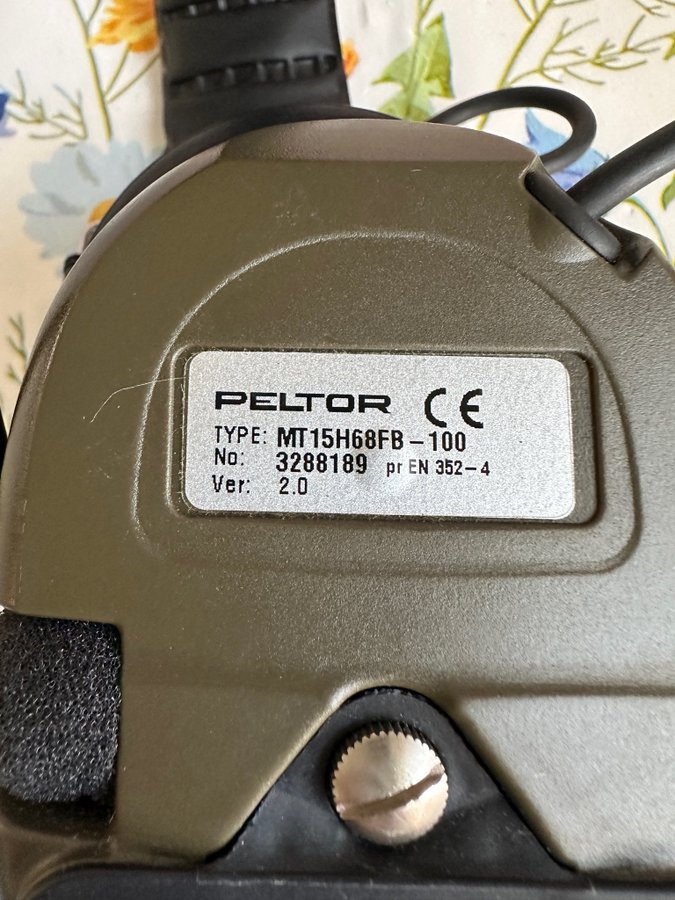 PELTOR CE
TYPE: MT15H68FB-100
No: 3288189 pr EN 352-4
Ver: 2.0